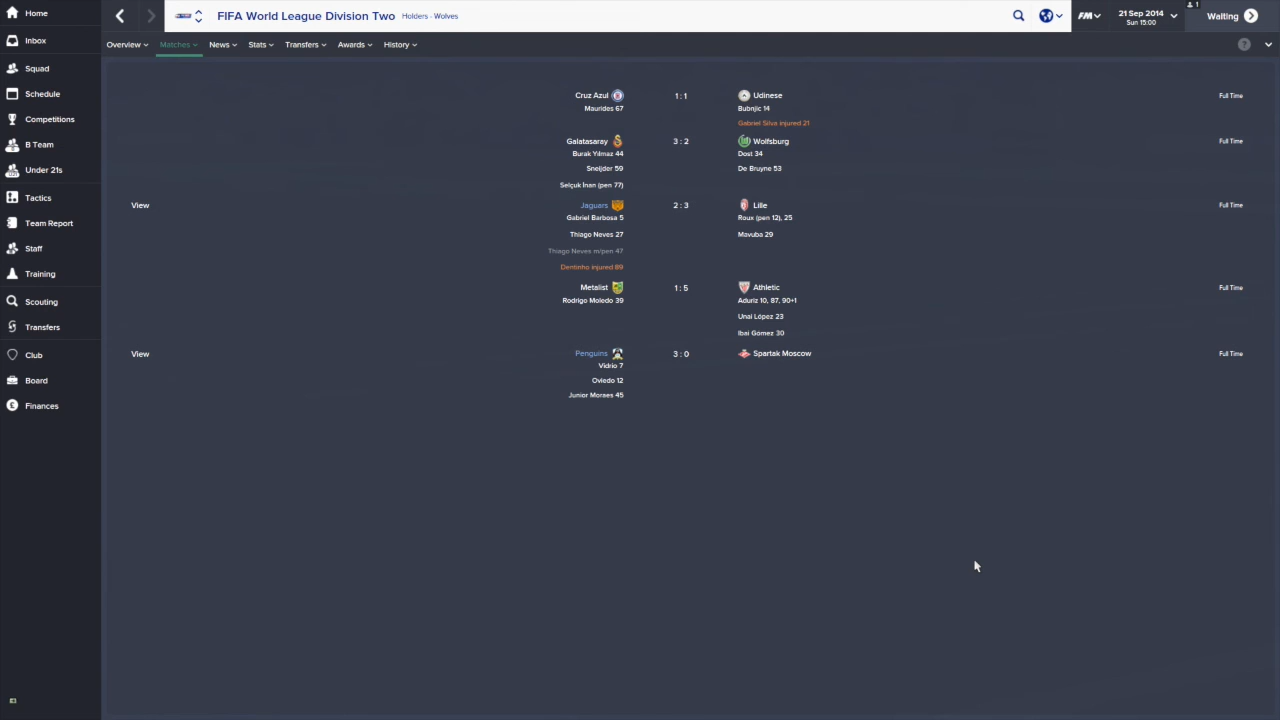 Home
FIFA World League Division Two
Holders - Wolves
FM
21 Sep 2014
Sun 15:00
1
Waiting
Inbox
Overview
Matches
News
Stats
Transfers
Awards
History
?
Squad
Schedule
Competitions
B Team
Under 21s
Tactics
Team Report
Staff
Training
Scouting
Transfers
Club
Board
Finances
Cruz Azul 1 : 1 Udinese Full Time
Maurides 67 Bubnjic 14
Gabriel Silva injured 21
Galatasaray 3 : 2 Wolfsburg Full Time
Burak Yılmaz 44 Dost 34
Sneijder 59 De Bruyne 53
Selçuk İnan (pen 77)
View Jaguars 2 : 3 Lille Full Time
Gabriel Barbosa 5 Roux (pen 12), 25
Thiago Neves 27 Mavuba 29
Thiago Neves m/pen 47
Dentinho injured 89
Metalist 1 : 5 Athletic Full Time
Rodrigo Moledo 39 Aduriz 10, 87, 90+1
Unai López 23
Ibai Gómez 30
View Penguins 3 : 0 Spartak Moscow Full Time
Vidrio 7
Oviedo 12
Junior Moraes 45